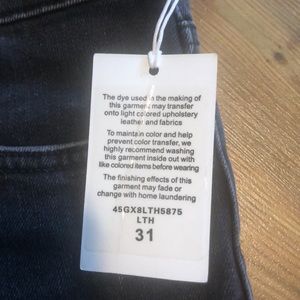 The dye used in the making of
this garment may transfer
onto light colored upholstery
leather and fabrics
To maintain color and help
prevent color transfer, we
highly recommend washing
this garment inside out with
like colored items before wearing
The finishing effects of this
garment may fade or
change with home laundering
45GX8LTH5875
LTH
31